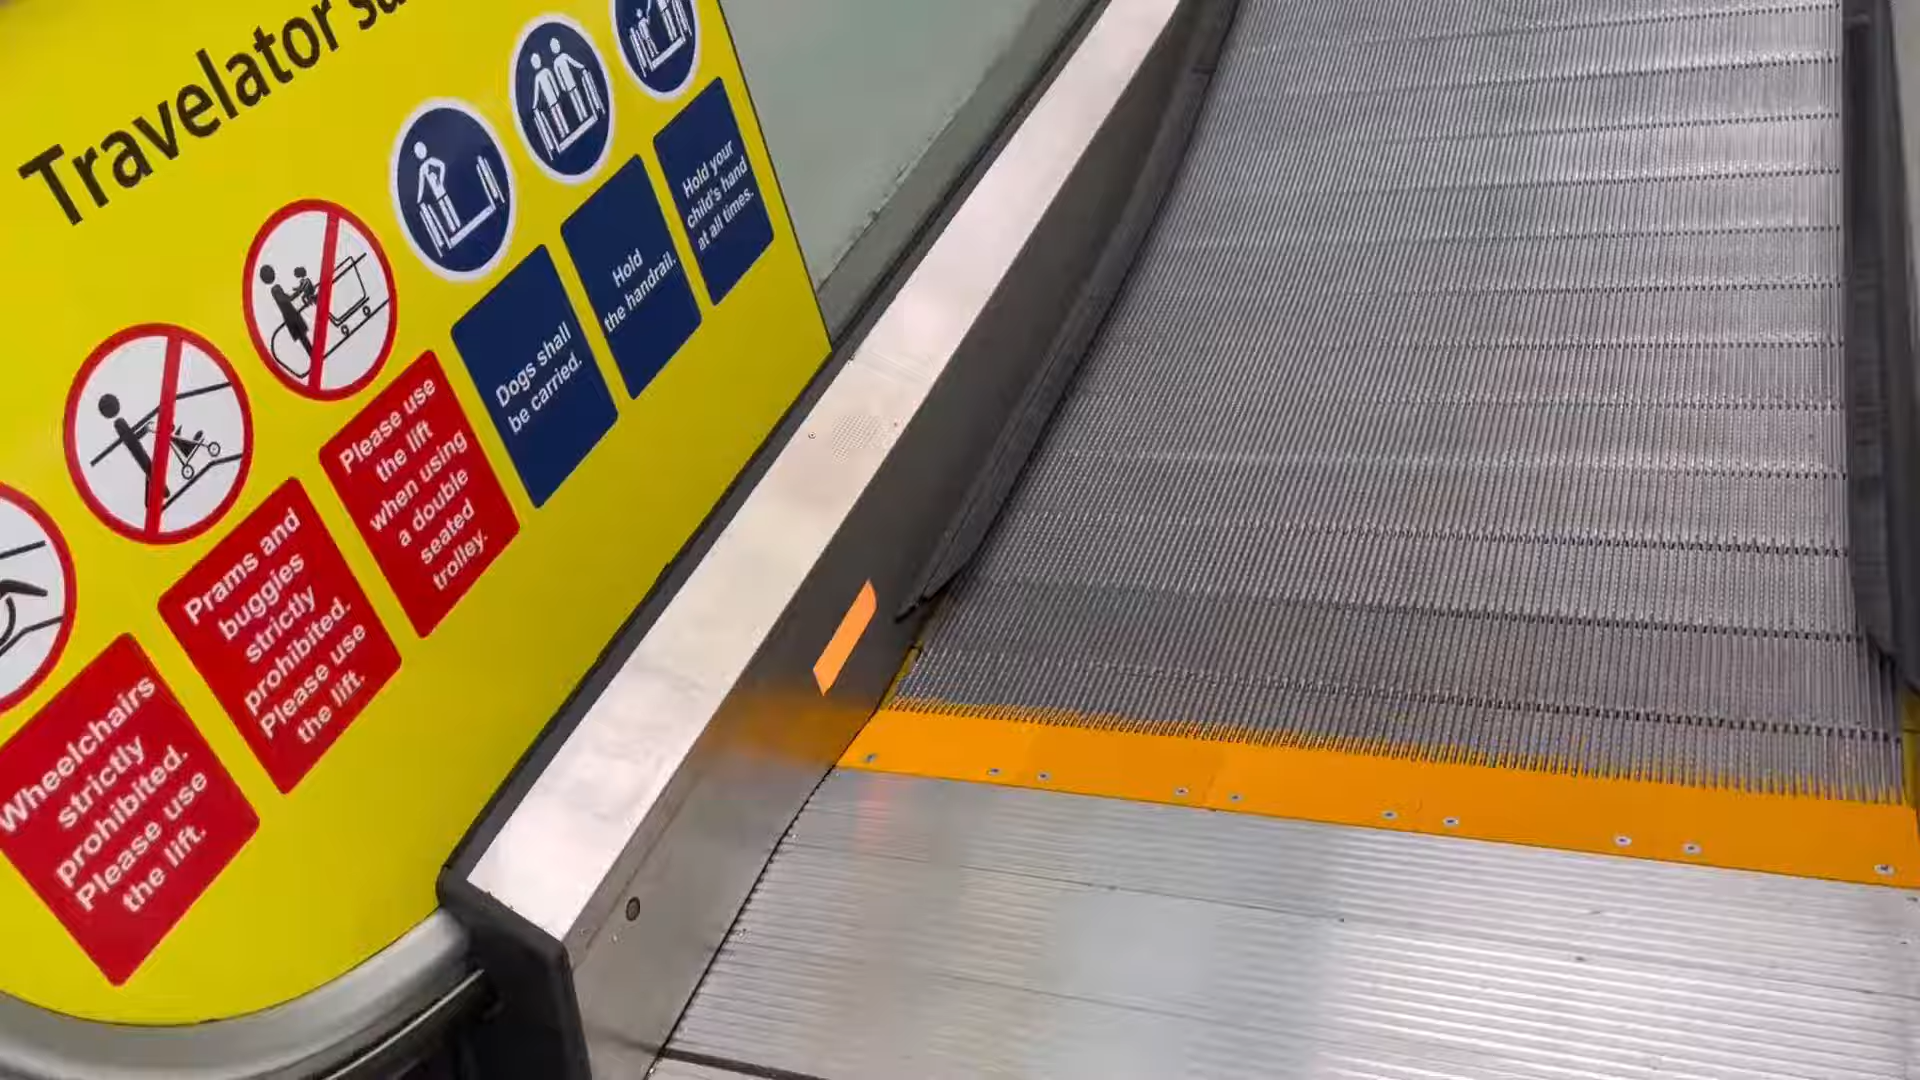 Travelator
Wheelchairs
strictly
prohibited.
Please use
the lift.
Prams and
buggies
strictly
prohibited.
Please use
the lift.
Please use
the lift
when using
a double
seated
trolley.
Dogs shall
be carried.
Hold
the handrail.
Hold your
child's hand
at all times.